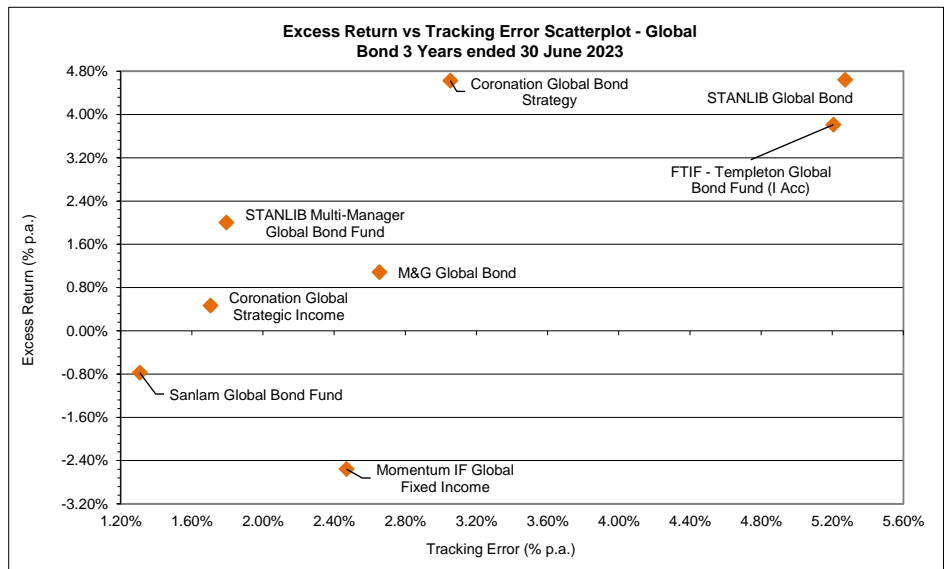 Excess Return vs Tracking Error Scatterplot - Global
Bond 3 Years ended 30 June 2023
4.80%
4.00%
3.20%
2.40%
1.60%
0.80%
0.00%
-0.80%
-1.60%
-2.40%
-3.20%
Excess Return (% p.a.)
Coronation Global Bond
Strategy
STANLIB Global Bond
FTIF - Templeton Global
Bond Fund (I Acc)
STANLIB Multi-Manager
Global Bond Fund
M&G Global Bond
Coronation Global
Strategic Income
Sanlam Global Bond Fund
Momentum IF Global
Fixed Income
1.20% 1.60% 2.00% 2.40% 2.80% 3.20% 3.60% 4.00% 4.40% 4.80% 5.20% 5.60%
Tracking Error (% p.a.)